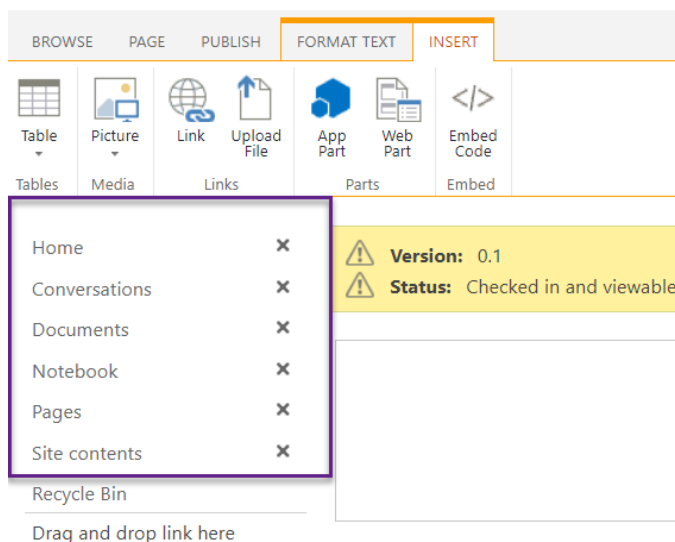 BROWSE PAGE PUBLISH FORMAT TEXT INSERT
Table Picture Link Upload File App Part Web Part Embed Code
Tables Media Links Parts Embed
Home
Conversations
Documents
Notebook
Pages
Site contents
Recycle Bin
Drag and drop link here
Version: 0.1
Status: Checked in and viewable